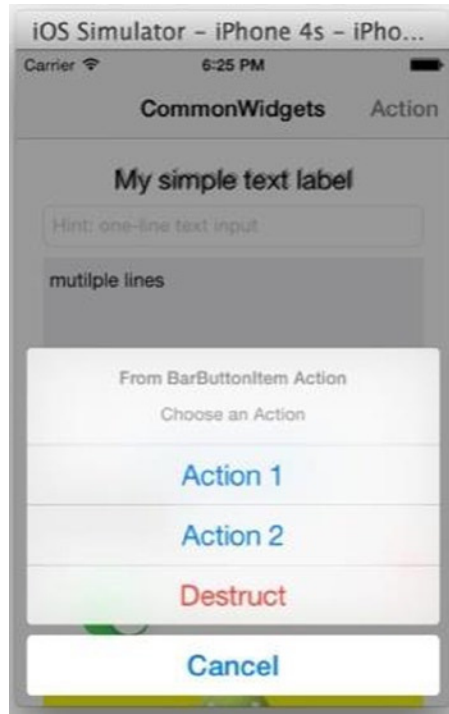 iOS Simulator – iPhone 4s – iPho...
Carrier 6:25 PM
CommonWidgets Action
My simple text label
Hint: one-line text input
mutilple lines
From BarButtonItem Action
Choose an Action
Action 1
Action 2
Destruct
Cancel